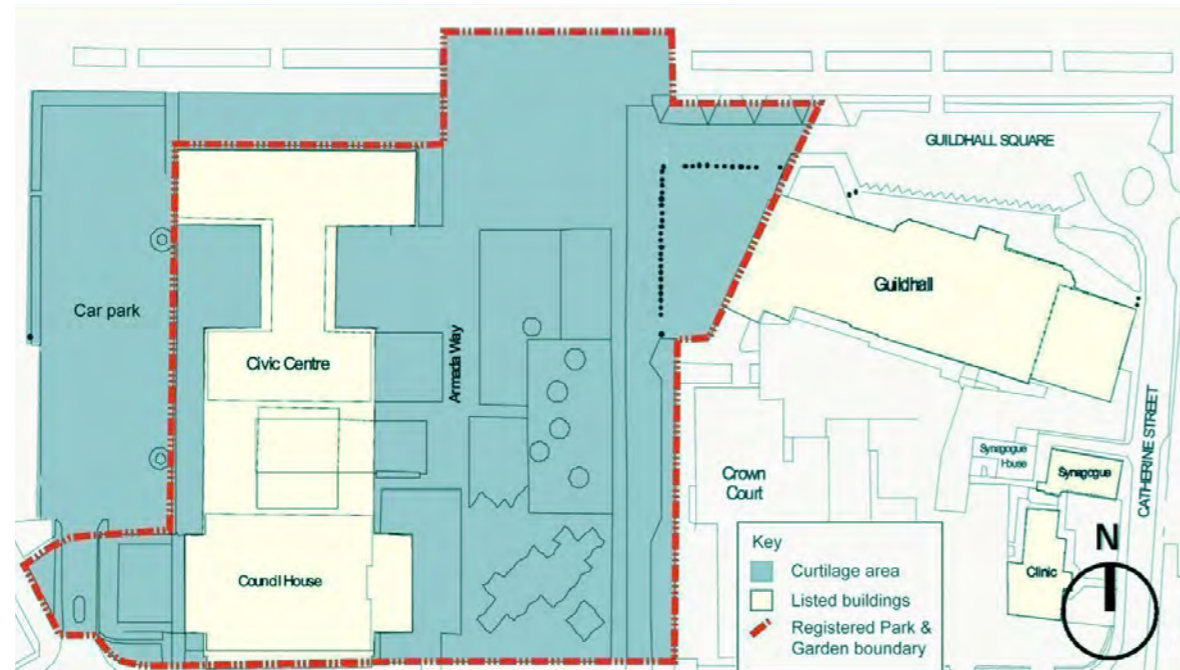 GUILDHALL SQUARE
Guildhall
Car park
Civic Centre
Armada Way
Synagogue
House
Synagogue
CATHERINE STREET
Crown
Court
Council House
Clinic
N
Key
Curtilage area
Listed buildings
Registered Park &
Garden boundary